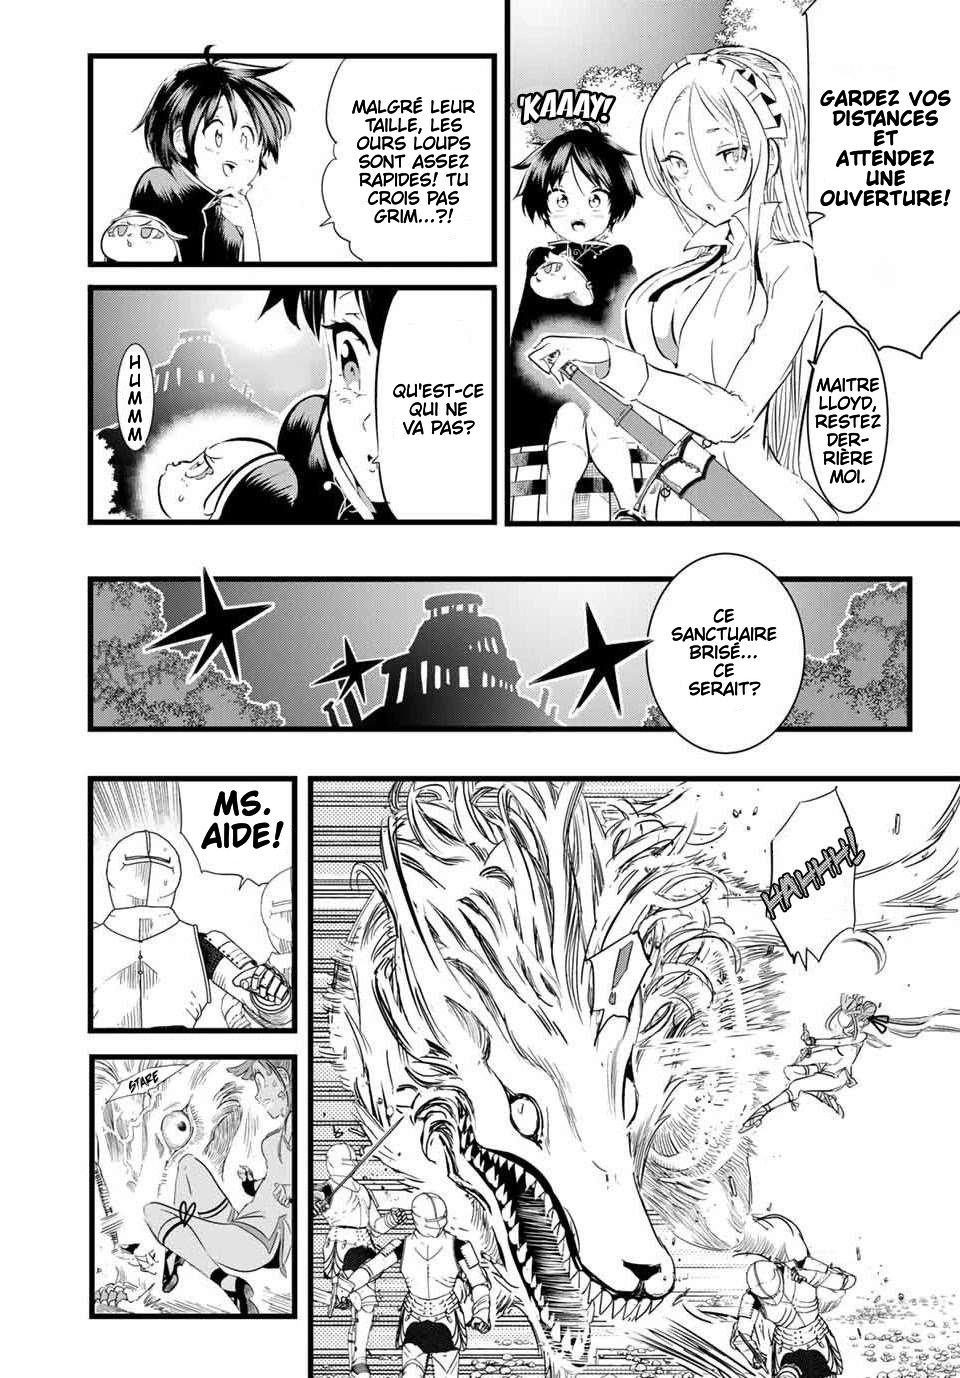 GARDEZ VOS
DISTANCES
ET
ATTENDEZ
UNE
OUVERTURE!
'KAAAY!
MAITRE
LLOYD,
RESTEZ
DER-
RIÈRE
MOI.
MALGRÉ LEUR
TAILLE, LES
OURS LOUPS
SONT ASSEZ
RAPIDES! TU
CROIS PAS
GRIM...?!
QU'EST-CE
QUI NE
VA PAS?
HUMMM
CE
SANCTUAIRE
BRISÉ...
CE
SERAIT?
HAHHH!
MS.
AIDE!
STARE